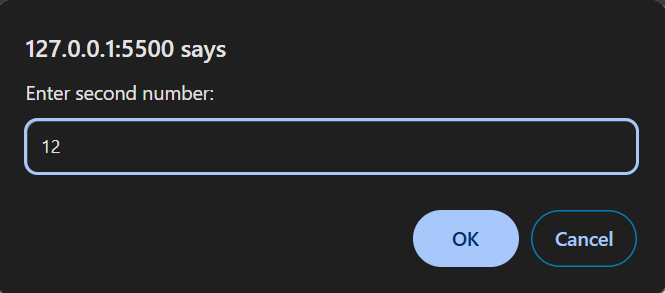 127.0.0.1:5500 says
Enter second number:
12
OK Cancel